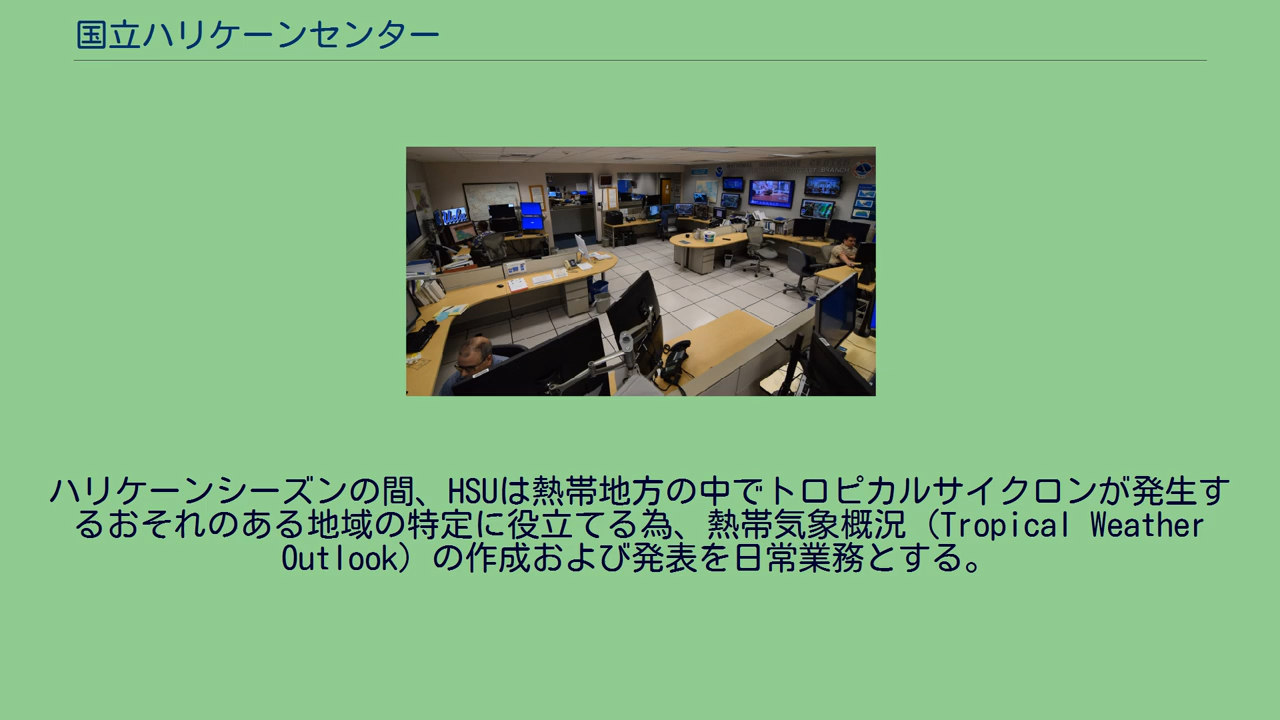 国立ハリケーンセンター
ハリケーンシーズンの間、HSUは熱帯地方の中でトロピカルサイクロンが発生す
るおそれのある地域の特定に役立てる為、熱帯気象概況（Tropical Weather
Outlook）の作成および発表を日常業務とする。